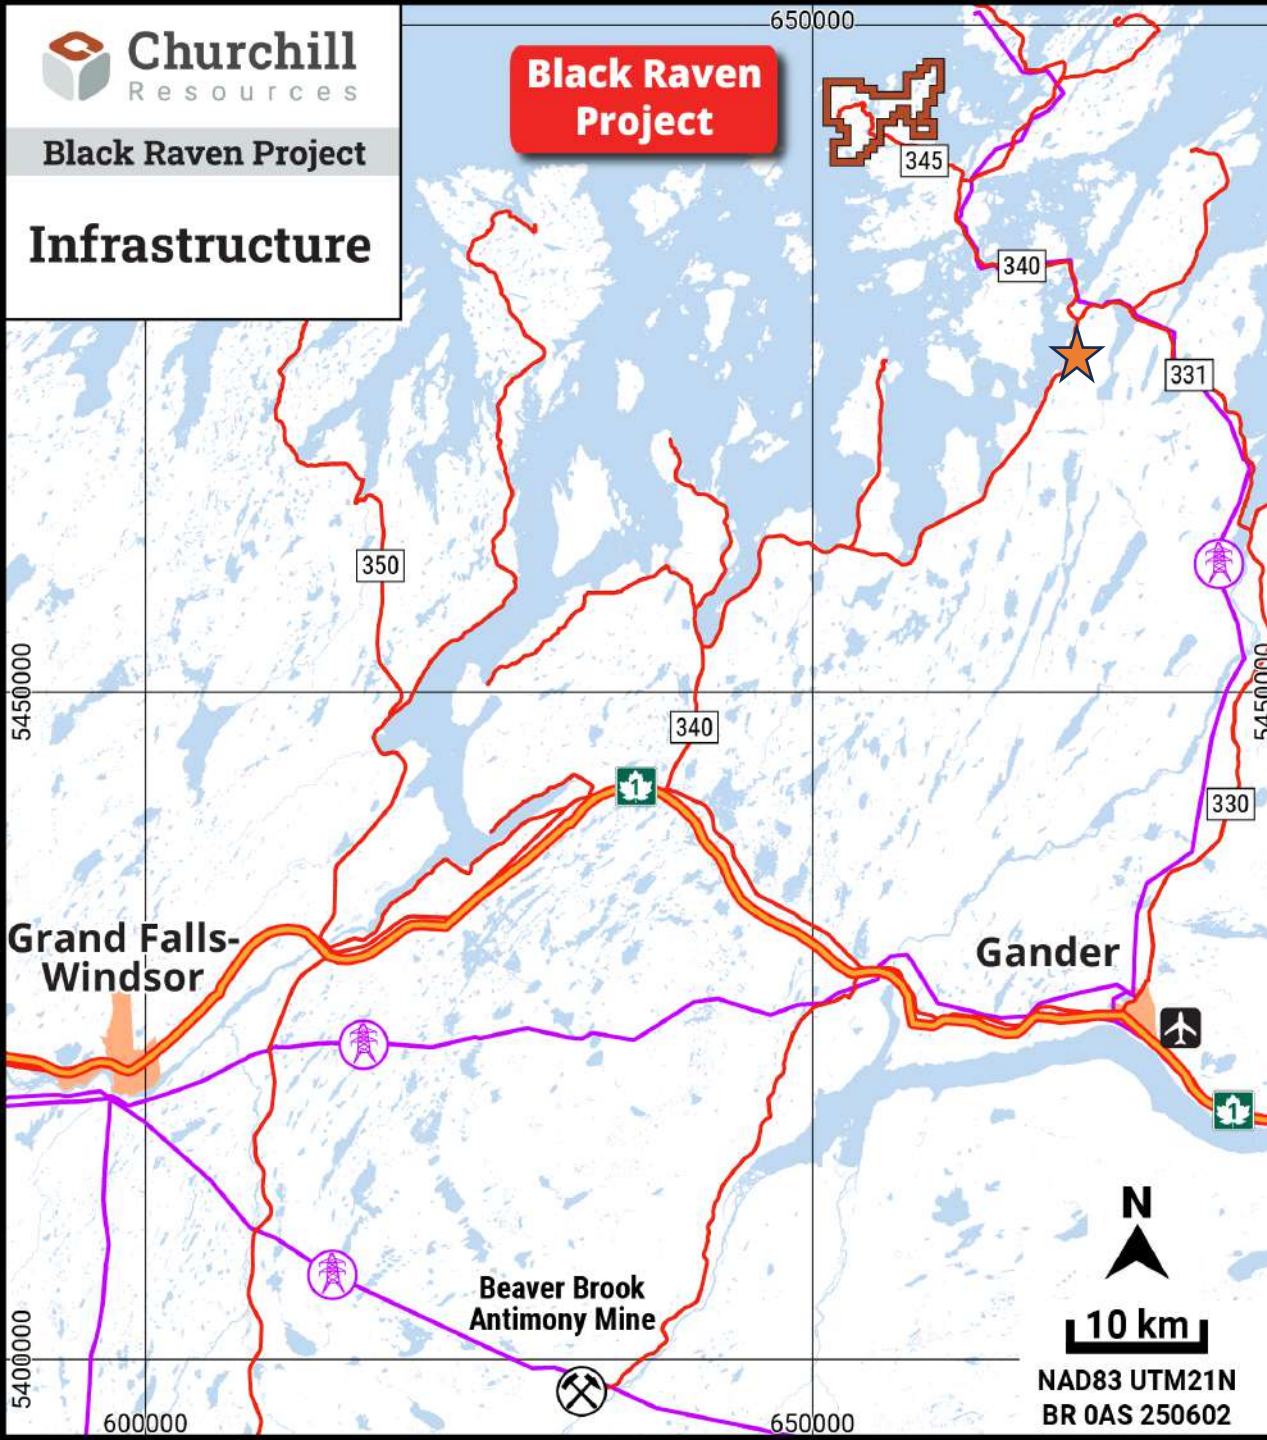 Churchill
Resources
Black Raven Project
Infrastructure
650000
Black Raven
Project
345
340
331
350
5450000
5450000
340
1
330
Grand Falls-
Windsor
Gander
1
N
Beaver Brook
Antimony Mine
10 km
5400000
NAD83 UTM21N
BR 0AS 250602
600000
650000